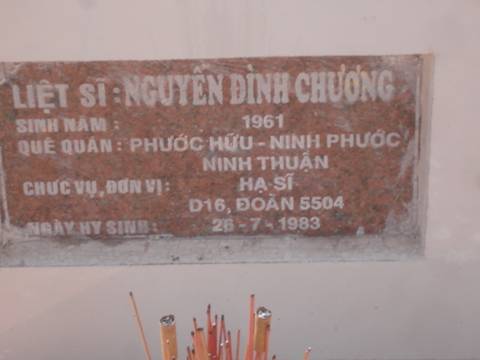 LIỆT SĨ : NGUYỄN ĐÌNH CHƯƠNG
SINH NĂM : 1961
QUÊ QUÁN : PHƯỚC HỮU - NINH PHƯỚC
NINH THUẬN
CHỨC VỤ, ĐƠN VỊ : HẠ SĨ
D16, ĐOÀN 5504
NGÀY HY SINH : 26 - 7 - 1983